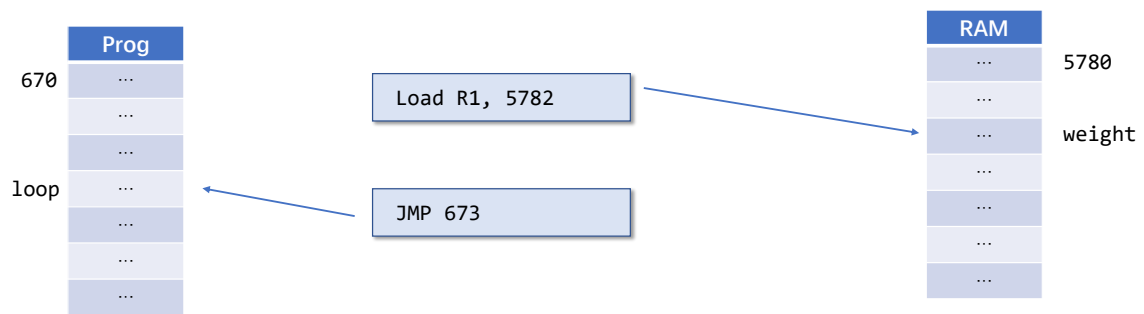 Prog
670
…
…
…
loop
…
…
…
…
Load R1, 5782
JMP 673
RAM
…
5780
…
…
weight
…
…
…
…